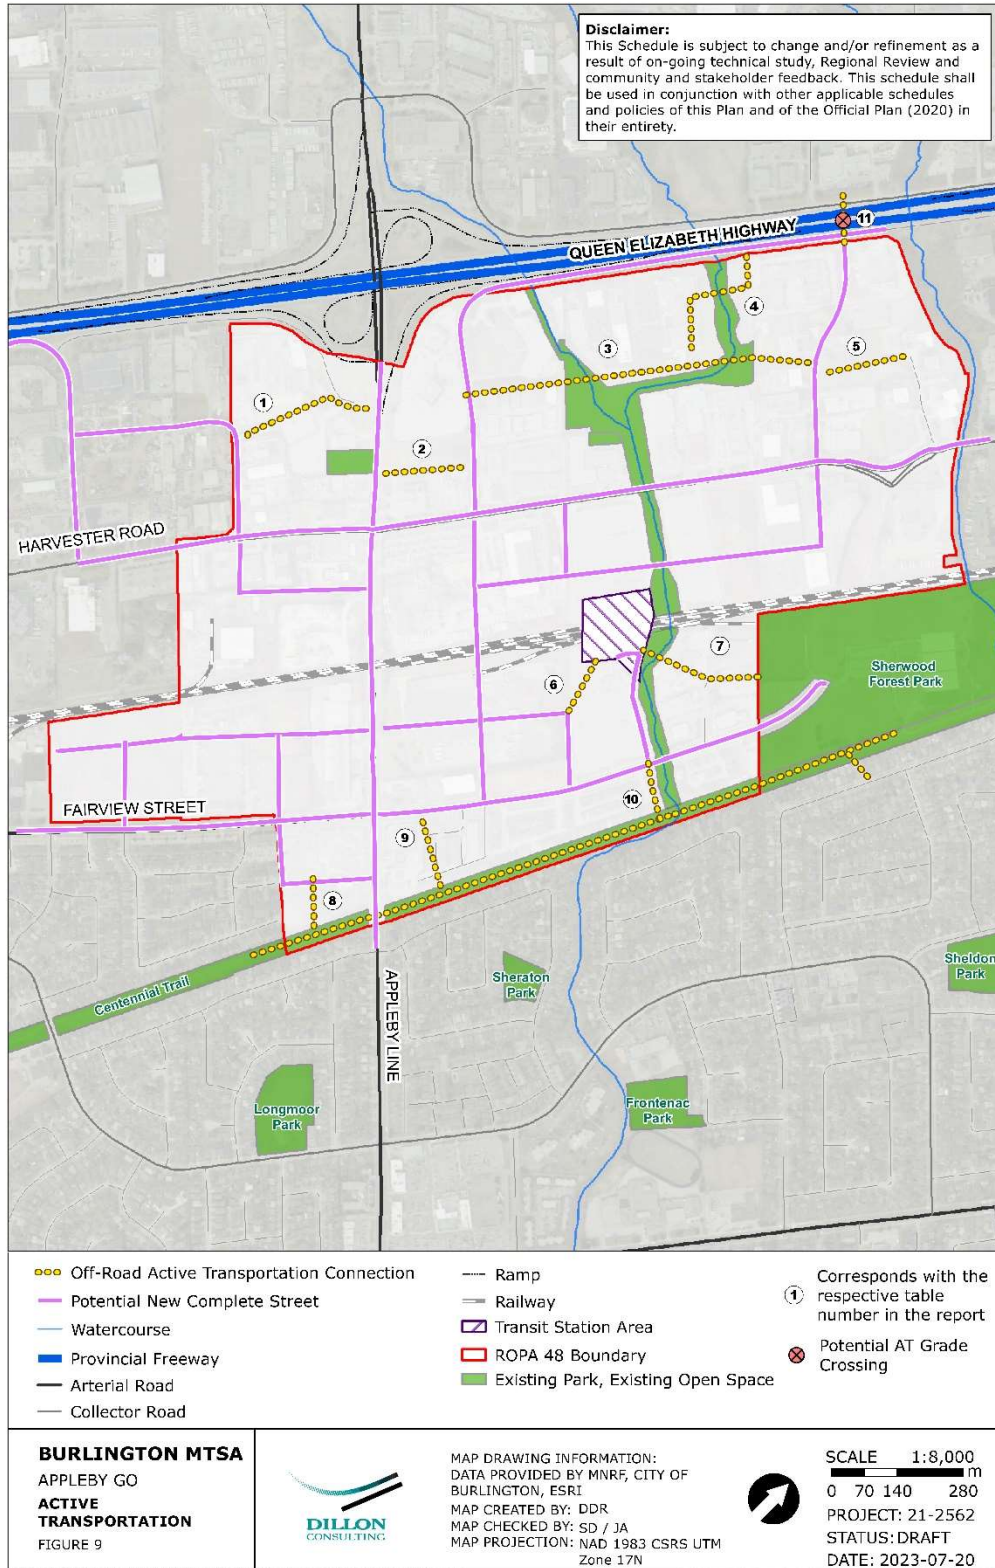 Disclaimer:
This Schedule is subject to change and/or refinement as a
result of on-going technical study, Regional Review and
community and stakeholder feedback. This schedule shall
be used in conjunction with other applicable schedules
and policies of this Plan and of the Official Plan (2020) in
their entirety.
11
QUEEN ELIZABETH HIGHWAY
4
3
5
1
2
HARVESTER ROAD
7
Sherwood
Forest Park
6
FAIRVIEW STREET
10
9
8
Centennial Trail
APPLEBY LINE
Sheraton
Park
Sheldon
Park
Longmoor
Park
Frontenac
Park
Off-Road Active Transportation Connection
Potential New Complete Street
Watercourse
Provincial Freeway
Arterial Road
Collector Road
Ramp
Railway
Transit Station Area
ROPA 48 Boundary
Existing Park, Existing Open Space
1
Corresponds with the
respective table
number in the report
Potential AT Grade
Crossing
BURLINGTON MTSA
APPLEBY GO
ACTIVE
TRANSPORTATION
FIGURE 9
DILLON
CONSULTING
MAP DRAWING INFORMATION:
DATA PROVIDED BY MNRF, CITY OF
BURLINGTON, ESRI
MAP CREATED BY: DDR
MAP CHECKED BY: SD / JA
MAP PROJECTION: NAD 1983 CSRS UTM
Zone 17N
SCALE 1:8,000
m
0 70 140 280
PROJECT: 21-2562
STATUS: DRAFT
DATE: 2023-07-20